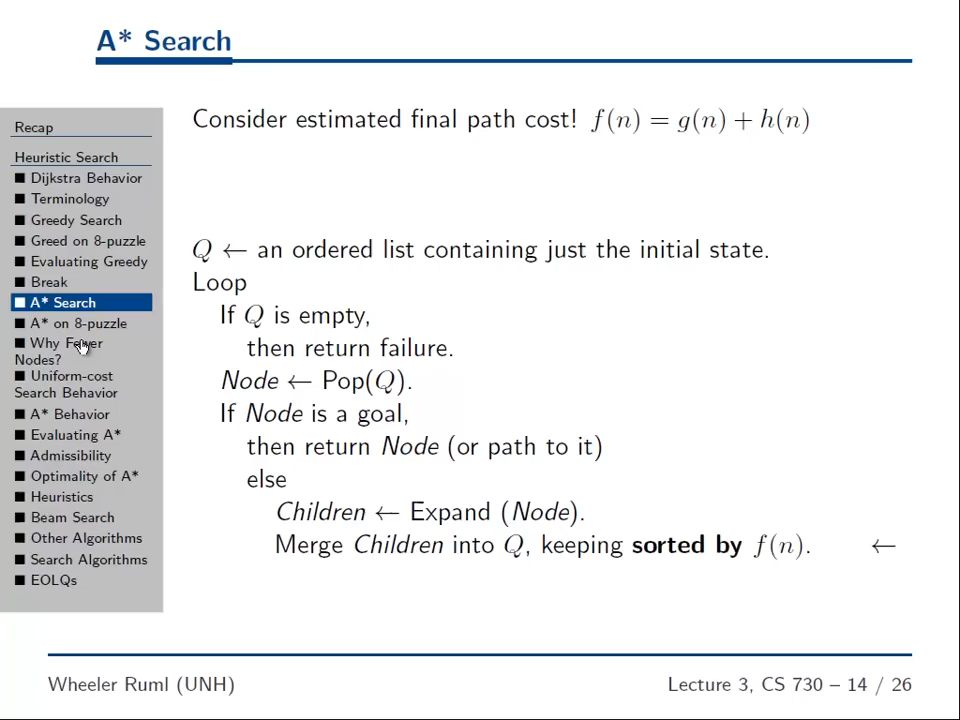 A* Search
Recap
Heuristic Search
■ Dijkstra Behavior
■ Terminology
■ Greedy Search
■ Greed on 8-puzzle
■ Evaluating Greedy
■ Break
■ A* Search
■ A* on 8-puzzle
■ Why Fewer
Nodes?
■ Uniform-cost
Search Behavior
■ A* Behavior
■ Evaluating A*
■ Admissibility
■ Optimality of A*
■ Heuristics
■ Beam Search
■ Other Algorithms
■ Search Algorithms
■ EOLQs
Consider estimated final path cost! f(n) = g(n) + h(n)
Q ← an ordered list containing just the initial state.
Loop
If Q is empty,
then return failure.
Node ← Pop(Q).
If Node is a goal,
then return Node (or path to it)
else
Children ← Expand (Node).
Merge Children into Q, keeping sorted by f(n). ←
Wheeler Ruml (UNH)
Lecture 3, CS 730 – 14 / 26